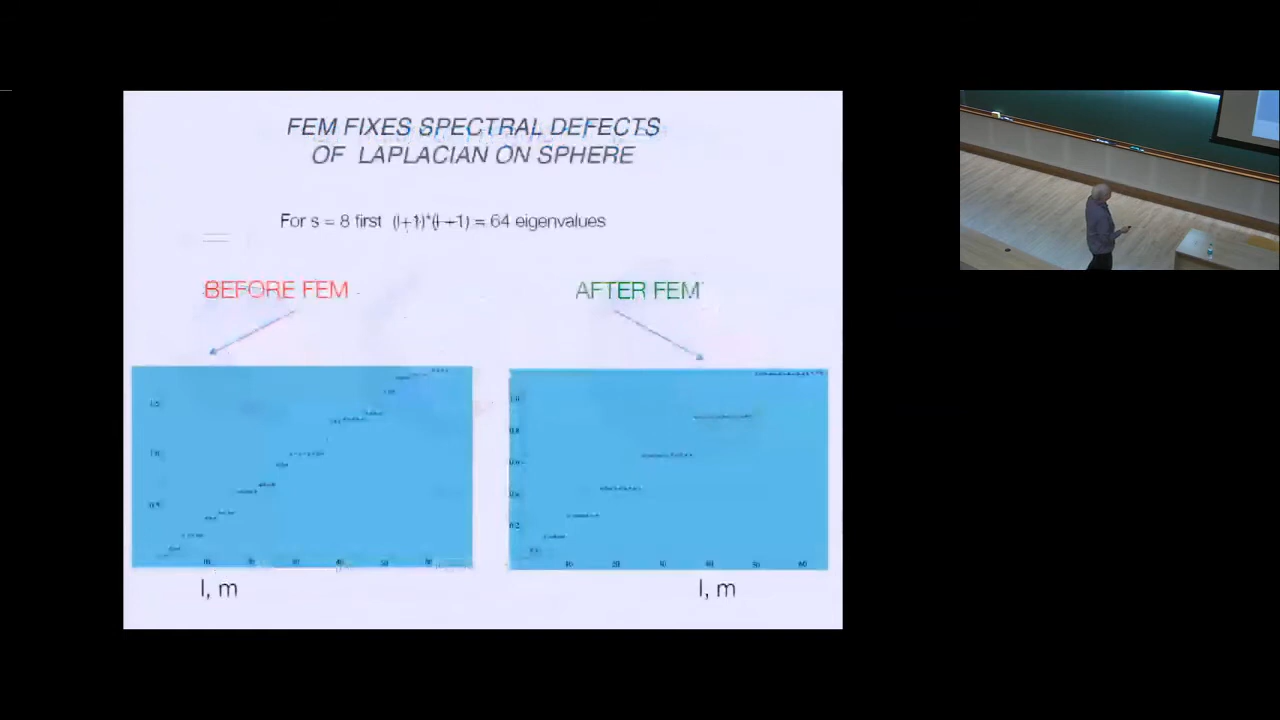 FEM FIXES SPECTRAL DEFECTS
OF LAPLACIAN ON SPHERE
For s = 8 first (l+1)*(l+1) = 64 eigenvalues
BEFORE FEM
AFTER FEM
l, m
l, m